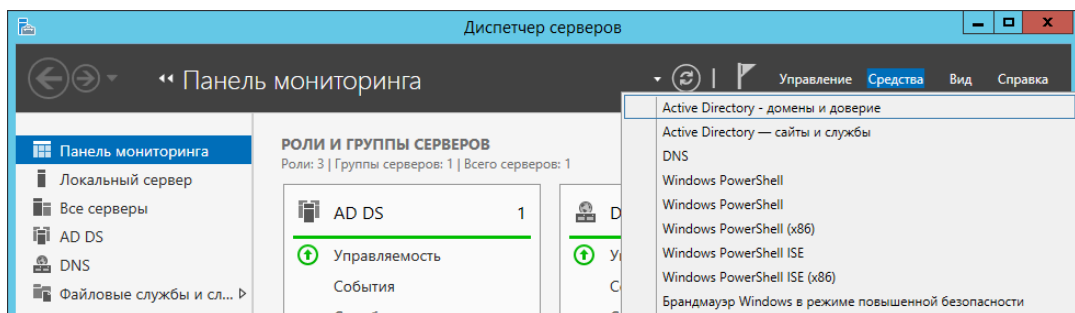 Диспетчер серверов
Панель мониторинга
Управление Средства Вид Справка
Панель мониторинга
Локальный сервер
Все серверы
AD DS
DNS
Файловые службы и сл...
РОЛИ И ГРУППЫ СЕРВЕРОВ
Роли: 3 | Группы серверов: 1 | Всего серверов: 1
AD DS 1
Управляемость
События
D
Active Directory - домены и доверие
Active Directory — сайты и службы
DNS
Windows PowerShell
Windows PowerShell
Windows PowerShell (x86)
Windows PowerShell ISE
Windows PowerShell ISE (x86)
Брандмауэр Windows в режиме повышенной безопасности